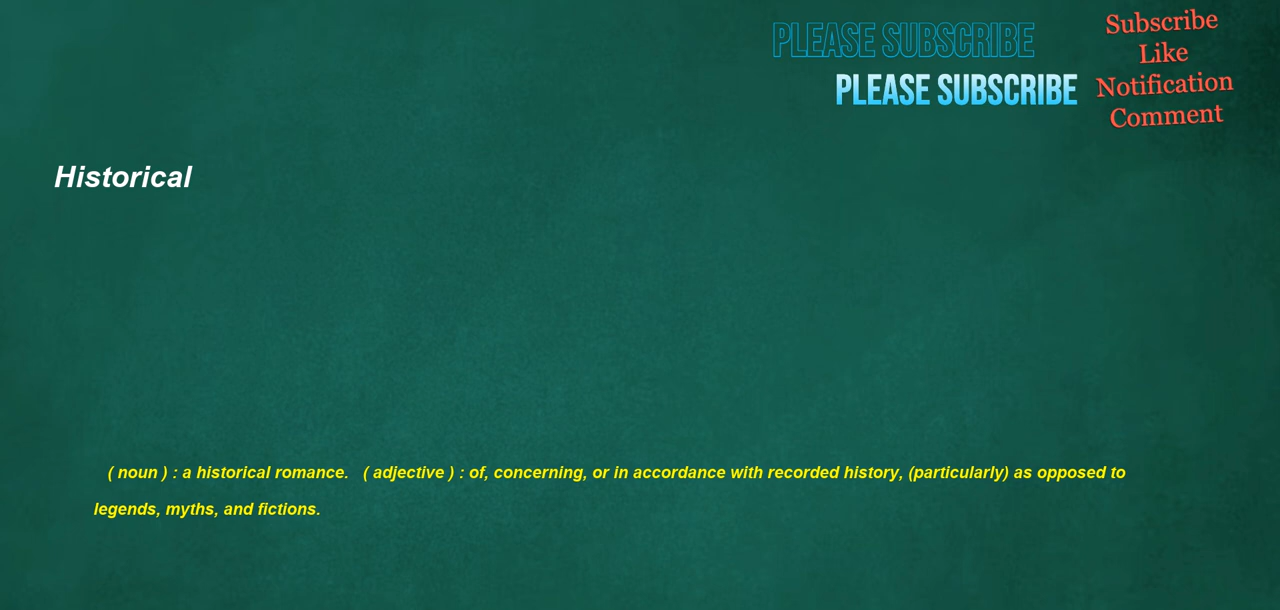 PLEASE SUBSCRIBE
PLEASE SUBSCRIBE
Subscribe
Like
Notification
Comment
Historical
( noun ) : a historical romance.   ( adjective ) : of, concerning, or in accordance with recorded history, (particularly) as opposed to
legends, myths, and fictions.